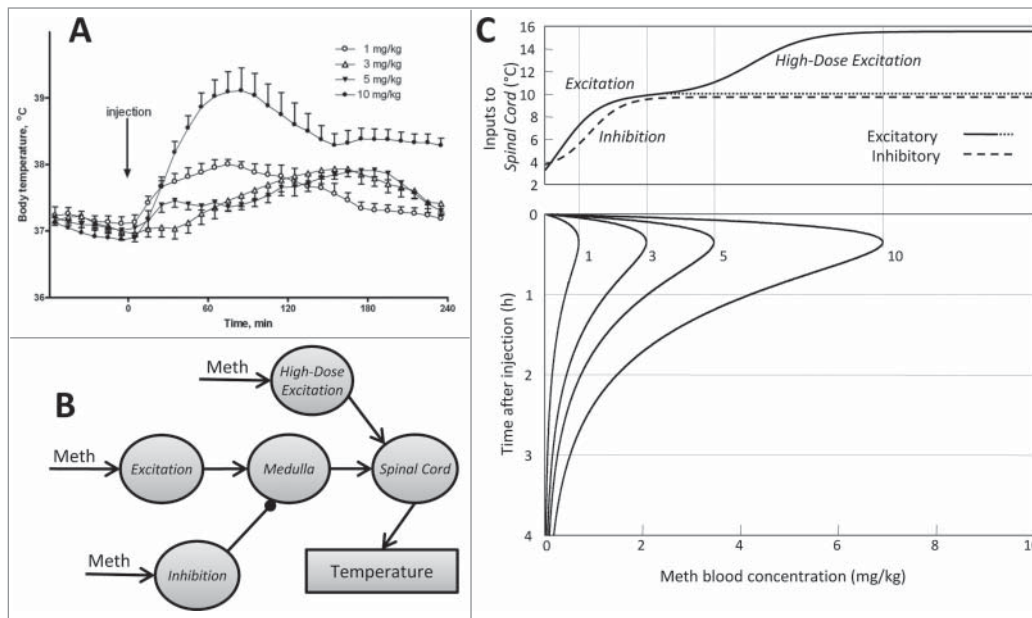 A
1 mg/kg
3 mg/kg
5 mg/kg
10 mg/kg
injection
Body temperature, °C
39
38
37
36
0
60
120
180
240
Time, min
B
Meth
High-Dose
Excitation
Meth
Excitation
Medulla
Spinal Cord
Meth
Inhibition
Temperature
C
Inputs to
Spinal Cord (°C)
16
14
12
10
8
6
4
2
Excitation
High-Dose Excitation
Inhibition
Excitatory
Inhibitory
Time after injection (h)
0
1
2
3
4
1
3
5
10
0
2
4
6
8
10
Meth blood concentration (mg/kg)